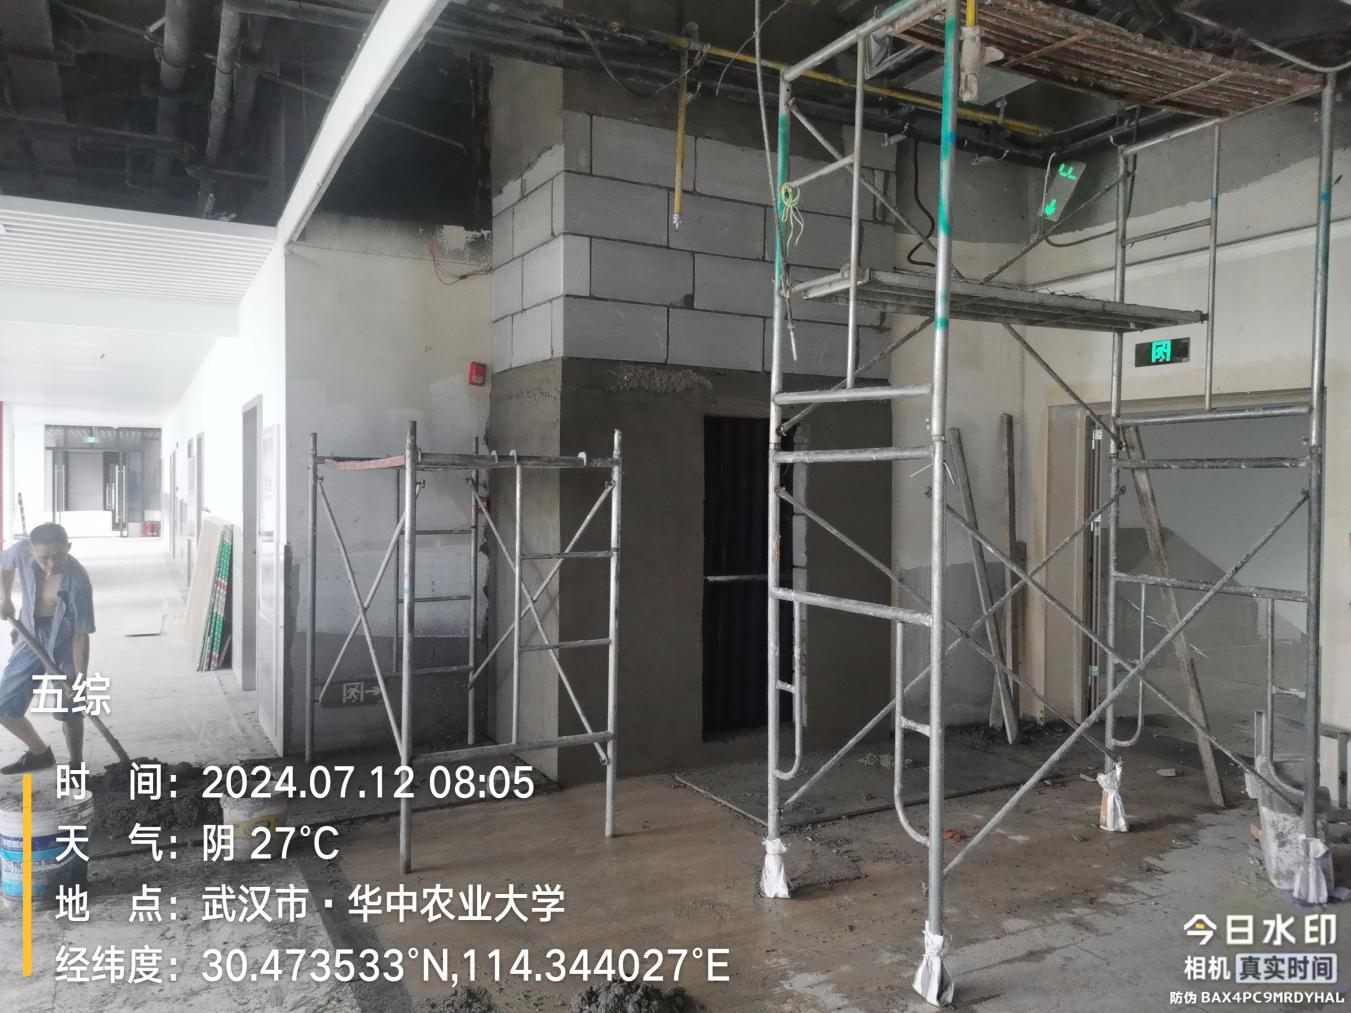 五综
时 间：2024.07.12 08:05
天 气：阴 27℃
地 点：武汉市·华中农业大学
经纬度：30.473533°N,114.344027°E
今日水印
相机 真实时间
防伪 BAX4PC9MRDYHAL